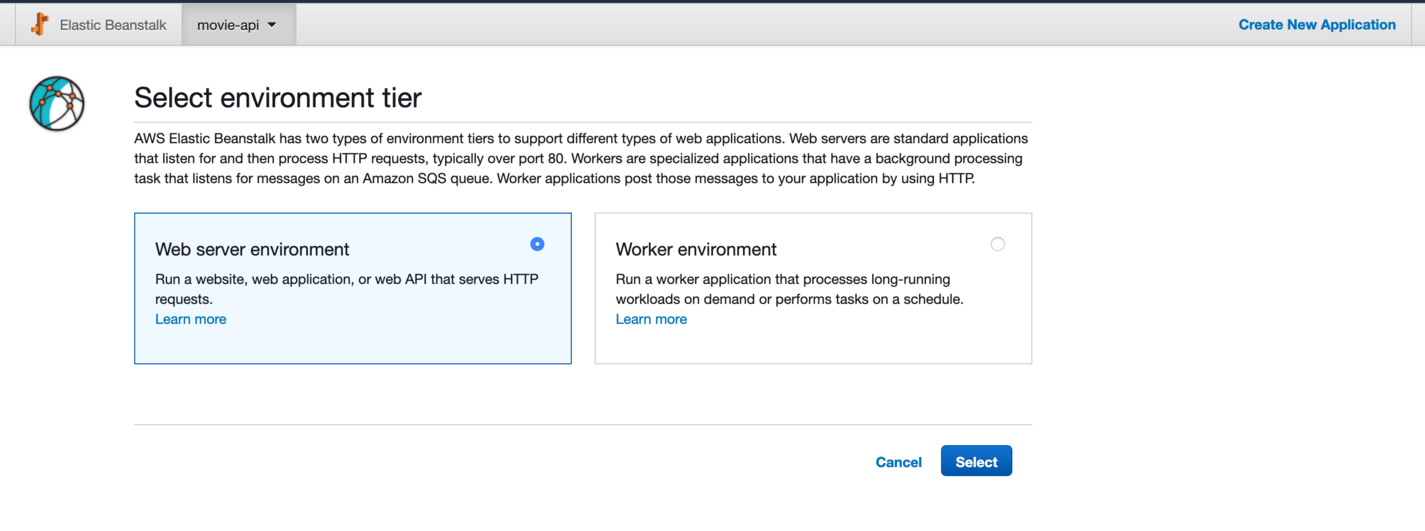 Elastic Beanstalk
movie-api
Create New Application
Select environment tier
AWS Elastic Beanstalk has two types of environment tiers to support different types of web applications. Web servers are standard applications
that listen for and then process HTTP requests, typically over port 80. Workers are specialized applications that have a background processing
task that listens for messages on an Amazon SQS queue. Worker applications post those messages to your application by using HTTP.
Web server environment
Run a website, web application, or web API that serves HTTP
requests.
Learn more
Worker environment
Run a worker application that processes long-running
workloads on demand or performs tasks on a schedule.
Learn more
Cancel
Select